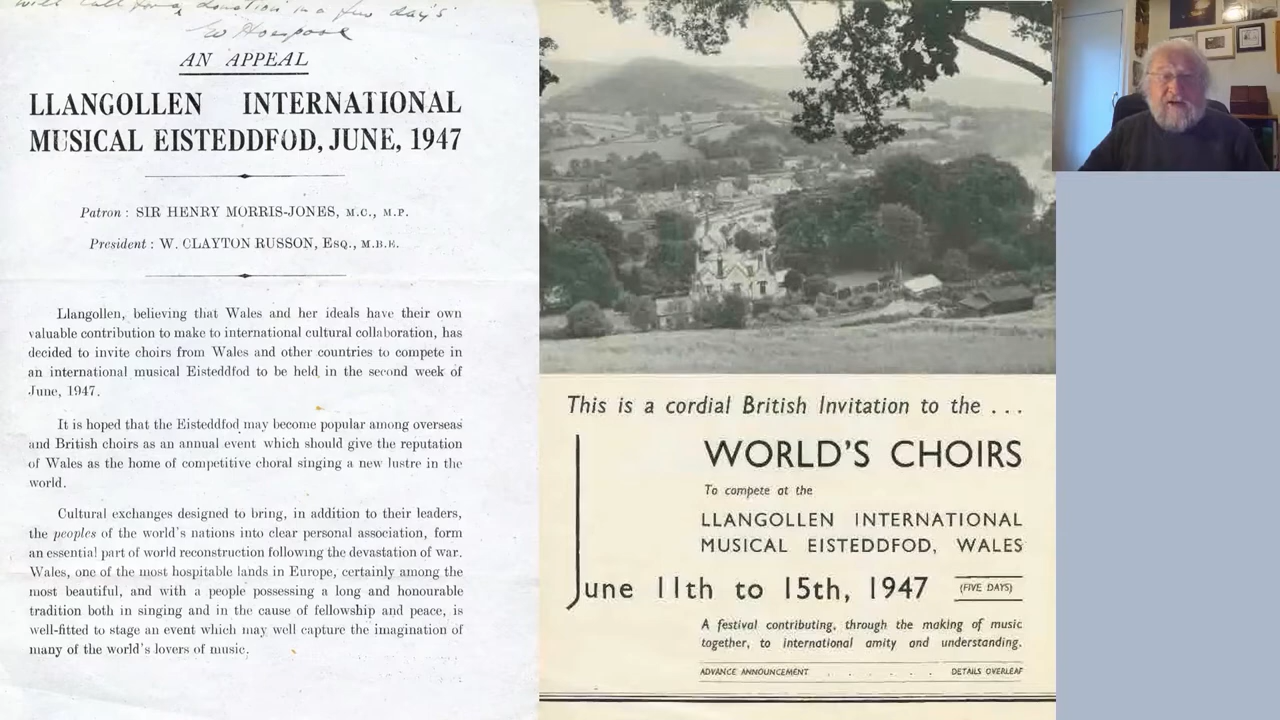 will call for a donation in a few day's
AN APPEAL
LLANGOLLEN INTERNATIONAL
MUSICAL EISTEDDFOD, JUNE, 1947
Patron : SIR HENRY MORRIS-JONES, M.C., M.P.
President : W. CLAYTON RUSSON, Esq., M.B.E.
Llangollen, believing that Wales and her ideals have their own
valuable contribution to make to international cultural collaboration, has
decided to invite choirs from Wales and other countries to compete in
an international musical Eisteddfod to be held in the second week of
June, 1947.
It is hoped that the Eisteddfod may become popular among overseas
and British choirs as an annual event which should give the reputation
of Wales as the home of competitive choral singing a new lustre in the
world.
Cultural exchanges designed to bring, in addition to their leaders,
the peoples of the world's nations into clear personal association, form
an essential part of world reconstruction following the devastation of war.
Wales, one of the most hospitable lands in Europe, certainly among the
most beautiful, and with a people possessing a long and honourable
tradition both in singing and in the cause of fellowship and peace, is
well-fitted to stage an event which may well capture the imagination of
many of the world's lovers of music.
This is a cordial British Invitation to the ...
WORLD'S CHOIRS
To compete at the
LLANGOLLEN INTERNATIONAL
MUSICAL EISTEDDFOD, WALES
June 11th to 15th, 1947 (FIVE DAYS)
A festival contributing, through the making of music
together, to international amity and understanding.
ADVANCE ANNOUNCEMENT . . . . . DETAILS OVERLEAF